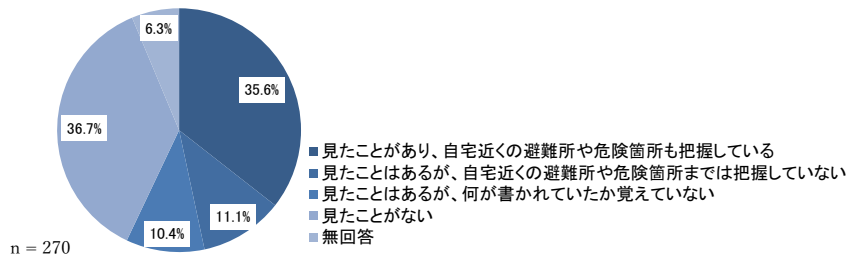 6.3%
35.6%
36.7%
11.1%
10.4%
■見たことがあり、自宅近くの避難所や危険箇所も把握している
■見たことはあるが、自宅近くの避難所や危険箇所までは把握していない
■見たことはあるが、何が書かれていたか覚えていない
■見たことがない
■無回答
n = 270